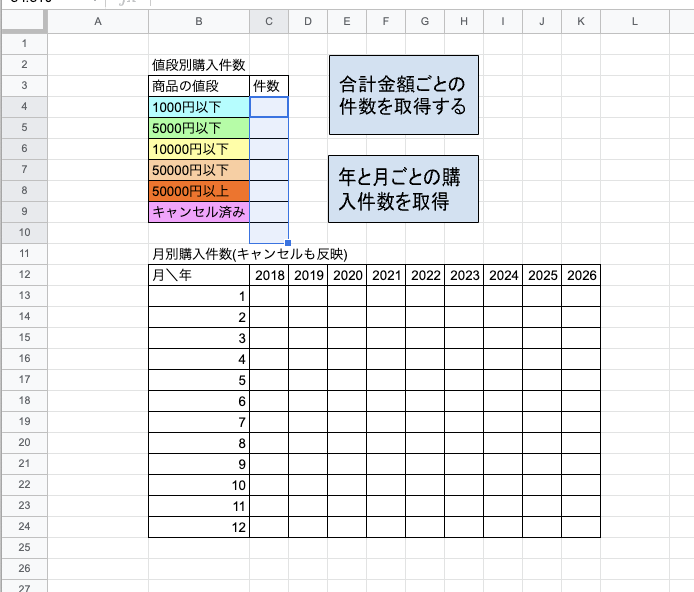 A B C D E F G H I J K L
1
2 値段別購入件数
3 商品の値段 件数
合計金額ごとの
件数を取得する
4 1000円以下
5 5000円以下
6 10000円以下
7 50000円以下
年と月ごとの購
入件数を取得
8 50000円以上
9 キャンセル済み
10
11 月別購入件数(キャンセルも反映)
12 月＼年 2018 2019 2020 2021 2022 2023 2024 2025 2026
13 1
14 2
15 3
16 4
17 5
18 6
19 7
20 8
21 9
22 10
23 11
24 12
25
26
27